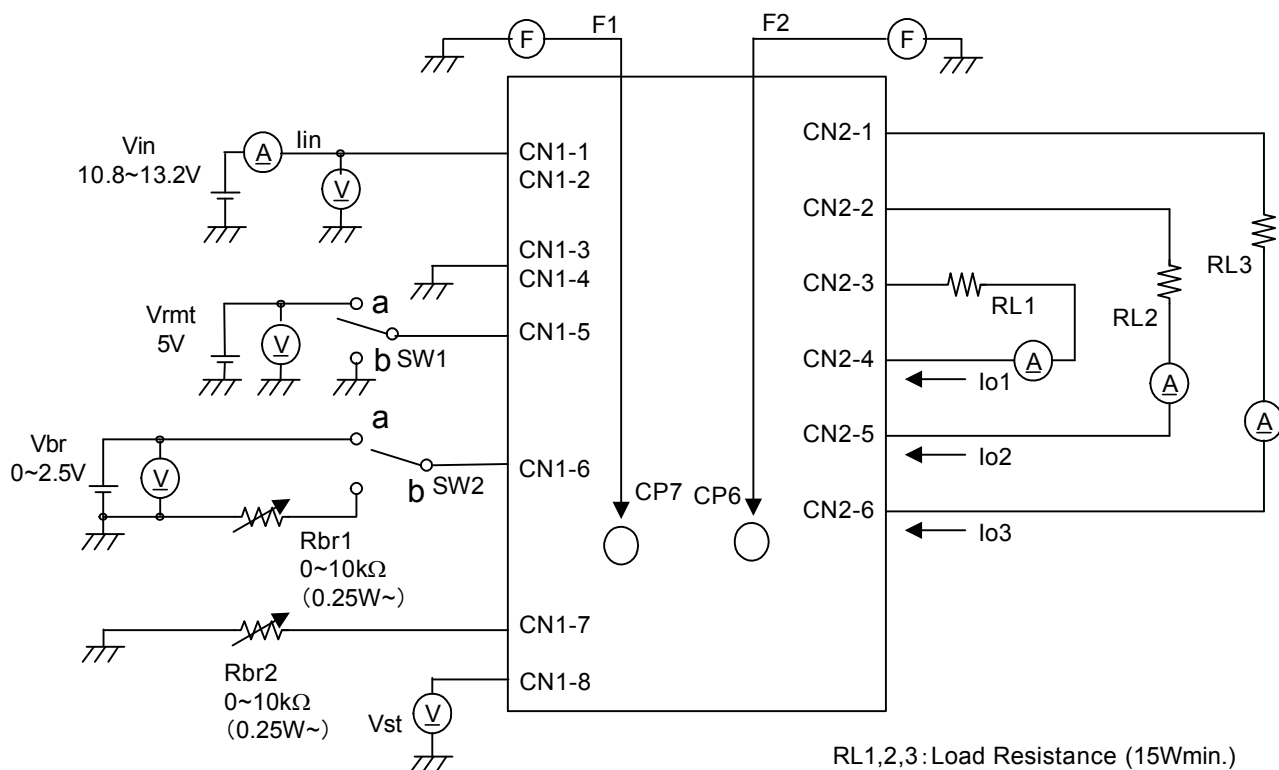 F1
F2
F
F
Vin
10.8~13.2V
A
Iin
V
CN1-1
CN1-2
CN1-3
CN1-4
Vrmt
5V
V
a
b SW1
CN1-5
Vbr
0~2.5V
V
a
b SW2
CN1-6
Rbr1
0~10kΩ
(0.25W~)
CN1-7
Rbr2
0~10kΩ
(0.25W~)
CN1-8
Vst
V
CP7
CP6
CN2-1
CN2-2
CN2-3
CN2-4
CN2-5
CN2-6
RL1
RL2
RL3
A
A
A
Io1
Io2
Io3
RL1,2,3:Load Resistance (15Wmin.)